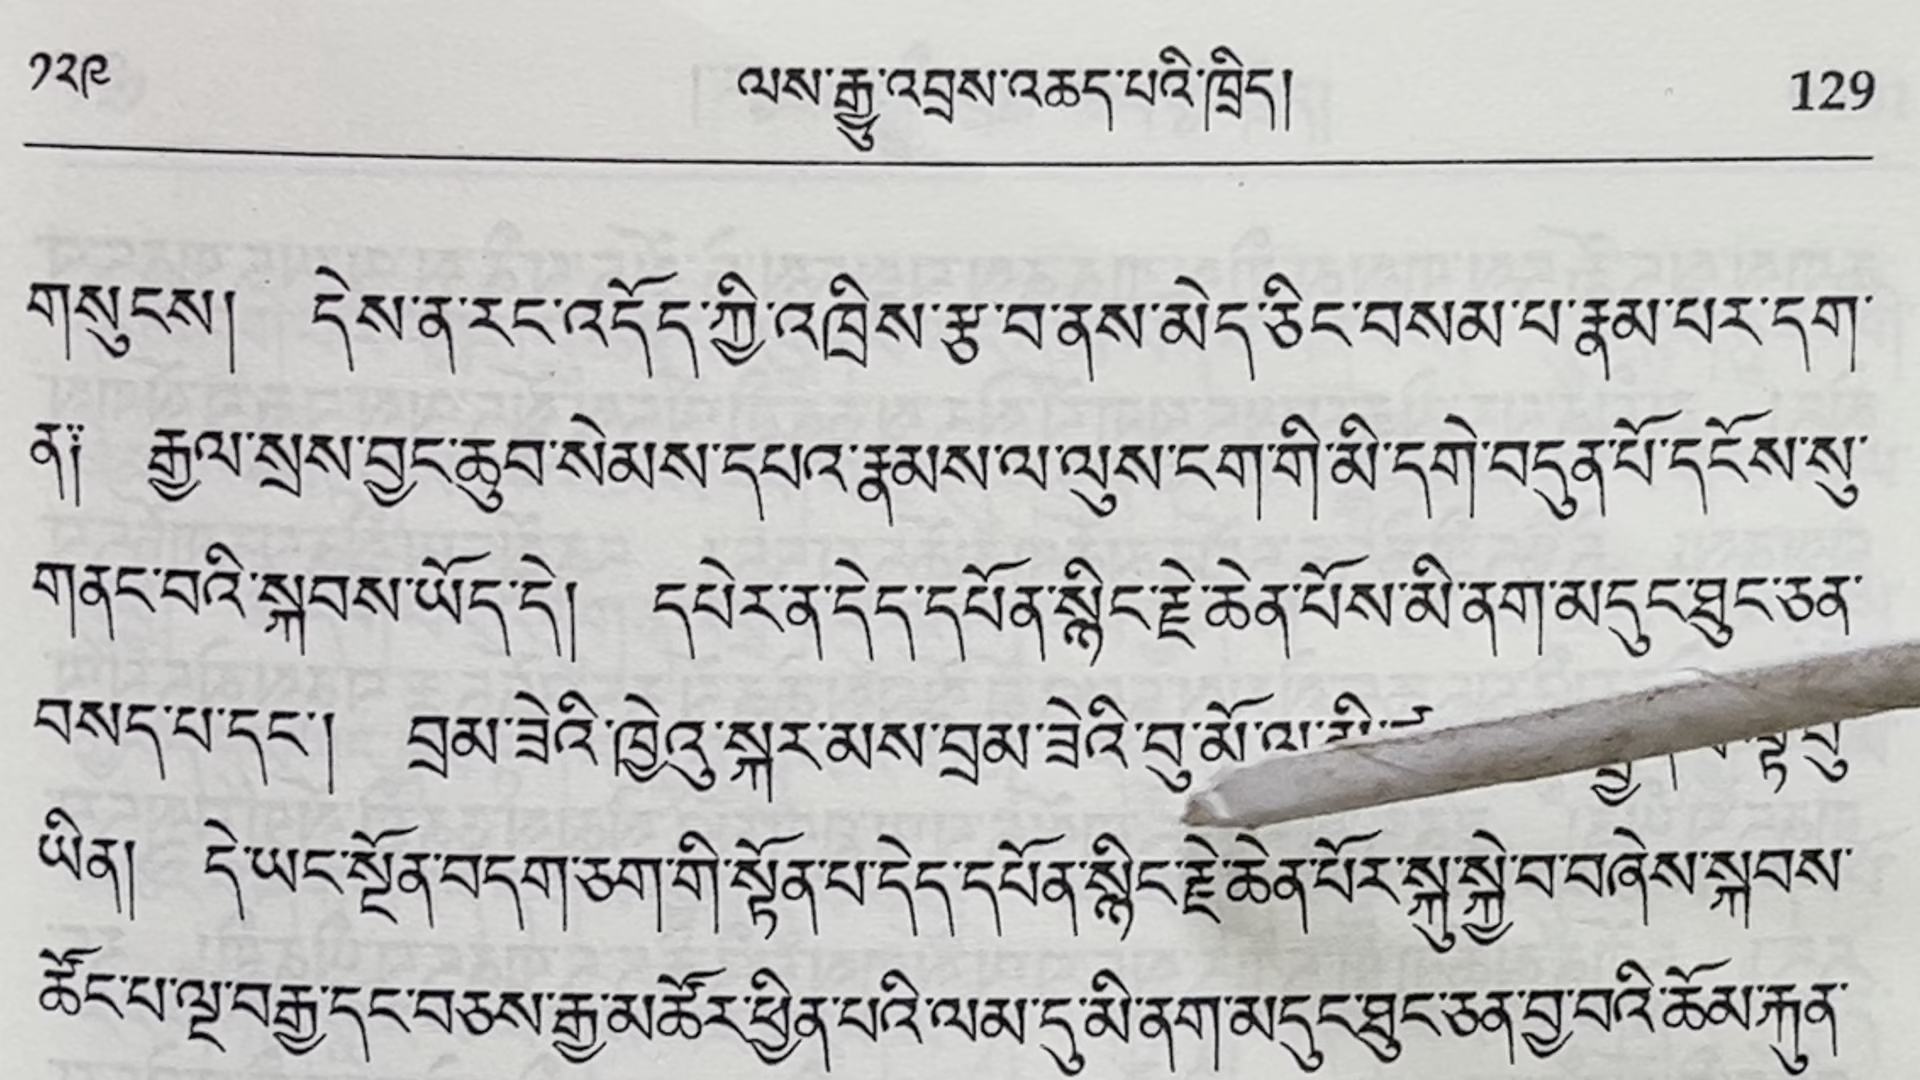 ༡༢༩ ལས་རྒྱུ་འབྲས་འཆད་པའི་ཁྲིད། 129
གསུངས། དེས་ན་རང་འདོད་ཀྱི་འཁྲིས་རྩ་བ་ནས་མེད་ཅིང་བསམ་པ་རྣམ་པར་དག་
ན༑ རྒྱལ་སྲས་བྱང་ཆུབ་སེམས་དཔའ་རྣམས་ལ་ལུས་ངག་གི་མི་དགེ་བདུན་པོ་དངོས་སུ་
གནང་བའི་སྐབས་ཡོད་དེ། དཔེར་ན་དེད་དཔོན་སྙིང་རྗེ་ཆེན་པོས་མི་ནག་མདུང་ཐུང་ཅན་
བསད་པ་དང་། བྲམ་ཟེའི་ཁྱེའུ་སྐར་མས་བྲམ་ཟེའི་བུ་མོ་ལ་ ལྟ་བུ་
ཡིན། དེ་ཡང་སྔོན་བདག་ཅག་གི་སྟོན་པ་དེད་དཔོན་སྙིང་རྗེ་ཆེན་པོར་སྐུ་སྐྱེ་བ་བཞེས་སྐབས་
ཚོང་པ་ལྔ་བརྒྱ་དང་བཅས་རྒྱ་མཚོར་ཕྱིན་པའི་ལམ་དུ་མི་ནག་མདུང་ཐུང་ཅན་བྱ་བའི་ཆོམ་རྐུན་